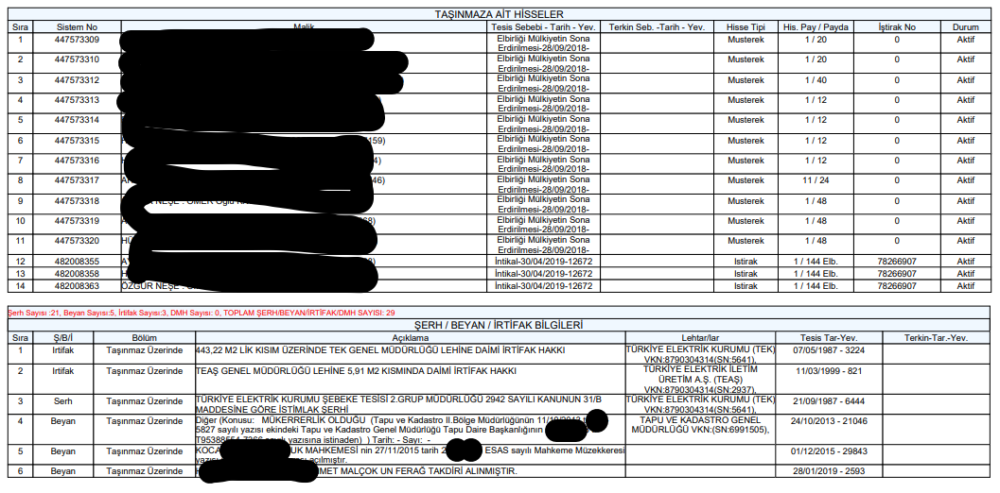 TAŞINMAZA AİT HİSSELER
Sıra Sistem No Malik Tesis Sebebi - Tarih - Yev. Terkin Seb. -Tarih - Yev. Hisse Tipi His. Pay / Payda İştirak No Durum
1 447573309 Elbirliği Mülkiyetin Sona Musterek 1 / 20 0 Aktif
Erdirilmesi-28/09/2018-
2 447573310 Elbirliği Mülkiyetin Sona Musterek 1 / 20 0 Aktif
Erdirilmesi-28/09/2018-
3 447573312 Elbirliği Mülkiyetin Sona Musterek 1 / 40 0 Aktif
Erdirilmesi-28/09/2018-
4 447573313 ) Elbirliği Mülkiyetin Sona Musterek 1 / 12 0 Aktif
Erdirilmesi-28/09/2018-
5 447573314 Elbirliği Mülkiyetin Sona Musterek 1 / 12 0 Aktif
Erdirilmesi-28/09/2018-
6 447573315 159) Elbirliği Mülkiyetin Sona Musterek 1 / 12 0 Aktif
Erdirilmesi-28/09/2018-
7 447573316 4) Elbirliği Mülkiyetin Sona Musterek 1 / 12 0 Aktif
Erdirilmesi-28/09/2018-
8 447573317 46) Elbirliği Mülkiyetin Sona Musterek 11 / 24 0 Aktif
Erdirilmesi-28/09/2018-
9 447573318 NEŞE : ÖMER Oğlu Elbirliği Mülkiyetin Sona Musterek 1 / 48 0 Aktif
Erdirilmesi-28/09/2018-
10 447573319 Elbirliği Mülkiyetin Sona Musterek 1 / 48 0 Aktif
Erdirilmesi-28/09/2018-
11 447573320 Elbirliği Mülkiyetin Sona Musterek 1 / 48 0 Aktif
Erdirilmesi-28/09/2018-
12 482008355 İntikal-30/04/2019-12672 Istirak 1 / 144 Elb. 78266907 Aktif
13 482008358 İntikal-30/04/2019-12672 Istirak 1 / 144 Elb. 78266907 Aktif
14 482008363 ÖZGÜR NEŞE : İntikal-30/04/2019-12672 Istirak 1 / 144 Elb. 78266907 Aktif
Şerh Sayısı :21, Beyan Sayısı:5, İrtifak Sayısı:3, DMH Sayısı: 0, TOPLAM ŞERH/BEYAN/İRTİFAK/DMH SAYISI: 29
ŞERH / BEYAN / İRTİFAK BİLGİLERİ
Sıra Ş/B/İ Bölüm Açıklama Lehtar/lar Tesis Tar-Yev. Terkin-Tar.-Yev.
1 Irtifak Taşınmaz Üzerinde 443,22 M2 LİK KISIM ÜZERİNDE TEK GENEL MÜDÜRLÜĞÜ LEHİNE DAİMİ İRTİFAK HAKKI TÜRKİYE ELEKTRİK KURUMU (TEK) 07/05/1987 - 3224
VKN:8790304314(SN:5641),
2 Irtifak Taşınmaz Üzerinde TEAŞ GENEL MÜDÜRLÜĞÜ LEHİNE 5,91 M2 KISMINDA DAİMİ İRTİFAK HAKKI TÜRKİYE ELEKTRİK İLETİM 11/03/1999 - 821
ÜRETİM A.Ş. (TEAŞ)
VKN:8790304314(SN:2937),
3 Serh Taşınmaz Üzerinde TÜRKİYE ELEKTRİK KURUMU ŞEBEKE TESİSİ 2.GRUP MÜDÜRLÜĞÜ 2942 SAYILI KANUNUN 31/B TÜRKİYE ELEKTRİK KURUMU (TEK) 21/09/1987 - 6444
MADDESİNE GÖRE İSTİMLAK ŞERHİ VKN:8790304314(SN:5641),
4 Beyan Taşınmaz Üzerinde Diğer (Konusu: MÜKERRERLİK OLDUĞU (Tapu ve Kadastro II.Bölge Müdürlüğünün TAPU VE KADASTRO GENEL 24/10/2013 - 21046
5827 sayılı yazısı ekindeki Tapu ve Kadastro Genel Müdürlüğü Tapu Daire Başkanlığının MÜDÜRLÜĞÜ VKN:(SN:6991505),
yazısına istinaden) ) Tarih: - Sayı: -
5 Beyan Taşınmaz Üzerinde MAHKEMESİ nin 27/11/2015 tarih ESAS sayılı Mahkeme Müzekkeresi 01/12/2015 - 29843
6 Beyan Taşınmaz Üzerinde MALÇOK UN FERAĞ TAKDİRİ ALINMIŞTIR. 28/01/2019 - 2593